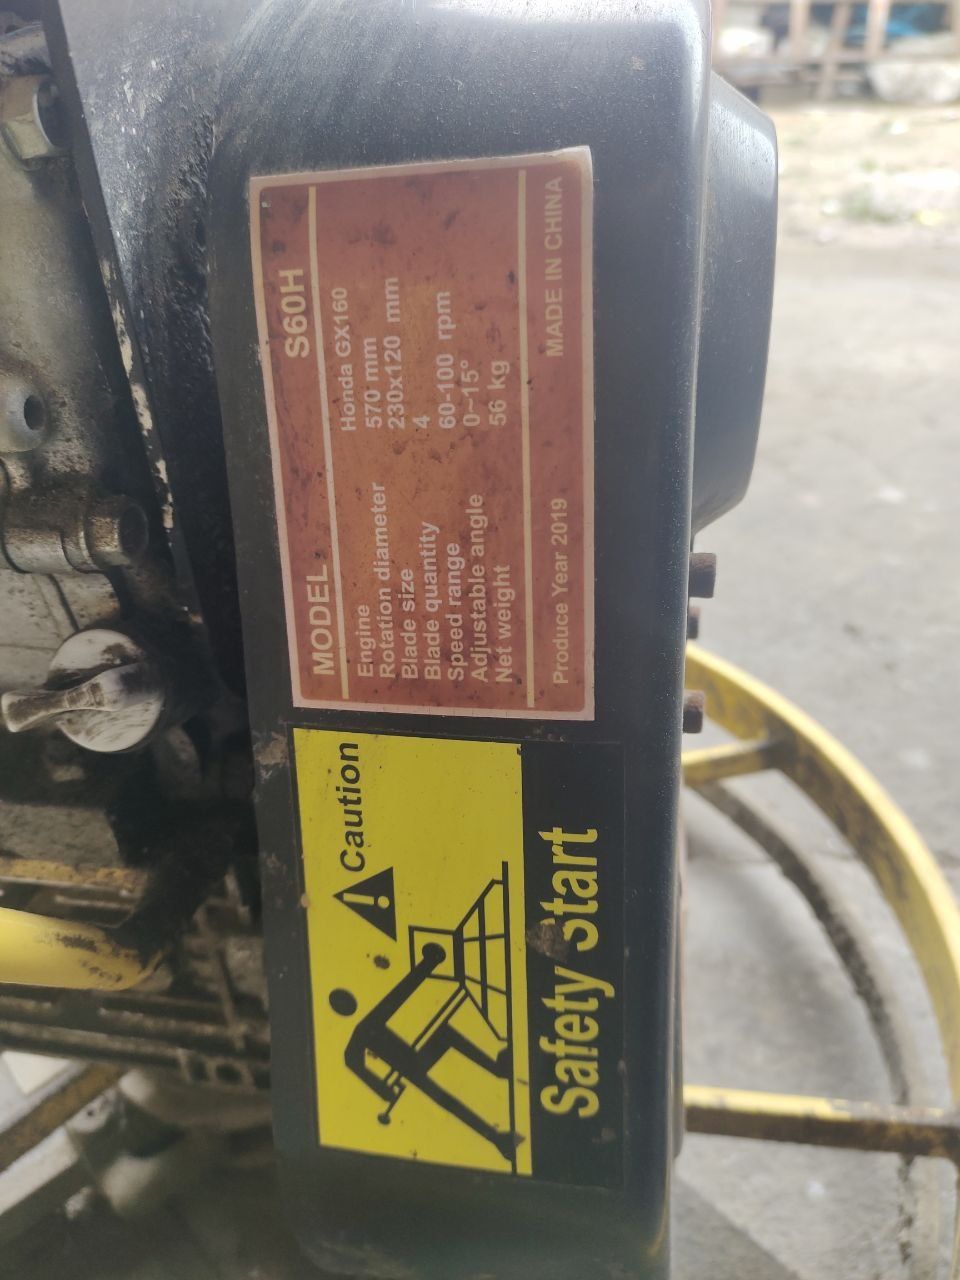 MODEL S60H
Engine Honda GX160
Rotation diameter 570 mm
Blade size 230x120 mm
Blade quantity 4
Speed range 60-100 rpm
Adjustable angle 0~15°
Net weight 56 kg
Produce Year 2019 MADE IN CHINA
Caution
Safety Start